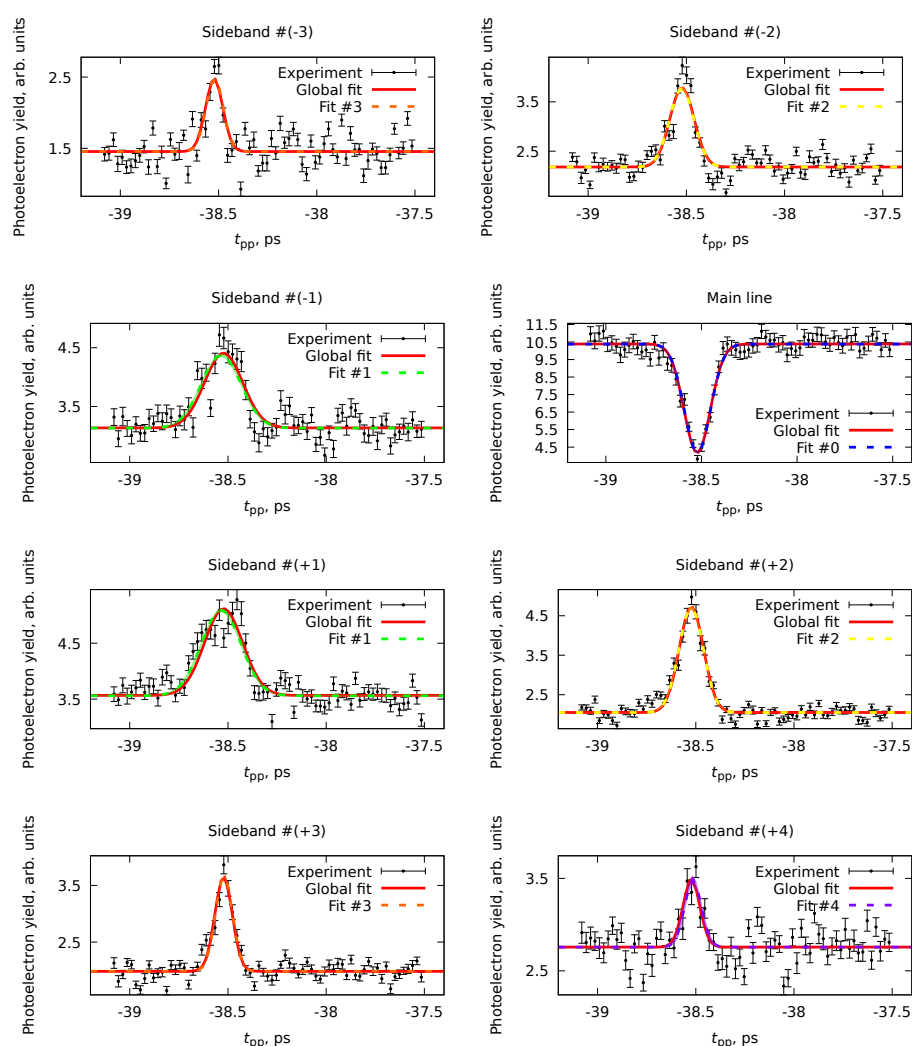 Sideband #(-3)
Photoelectron yield, arb. units
2.5
1.5
Experiment
Global fit
Fit #3
-39 -38.5 -38 -37.5
tpp, ps
Sideband #(-2)
Photoelectron yield, arb. units
3.5
2.5
Experiment
Global fit
Fit #2
-39 -38.5 -38 -37.5
tpp, ps
Sideband #(-1)
Photoelectron yield, arb. units
4.5
3.5
Experiment
Global fit
Fit #1
-39 -38.5 -38 -37.5
tpp, ps
Main line
Photoelectron yield, arb. units
11.5
10.5
9.5
8.5
7.5
6.5
5.5
4.5
Experiment
Global fit
Fit #0
-39 -38.5 -38 -37.5
tpp, ps
Sideband #(+1)
Photoelectron yield, arb. units
4.5
3.5
Experiment
Global fit
Fit #1
-39 -38.5 -38 -37.5
tpp, ps
Sideband #(+2)
Photoelectron yield, arb. units
4.5
3.5
2.5
Experiment
Global fit
Fit #2
-39 -38.5 -38 -37.5
tpp, ps
Sideband #(+3)
Photoelectron yield, arb. units
3.5
2.5
Experiment
Global fit
Fit #3
-39 -38.5 -38 -37.5
tpp, ps
Sideband #(+4)
Photoelectron yield, arb. units
3.5
2.5
Experiment
Global fit
Fit #4
-39 -38.5 -38 -37.5
tpp, ps